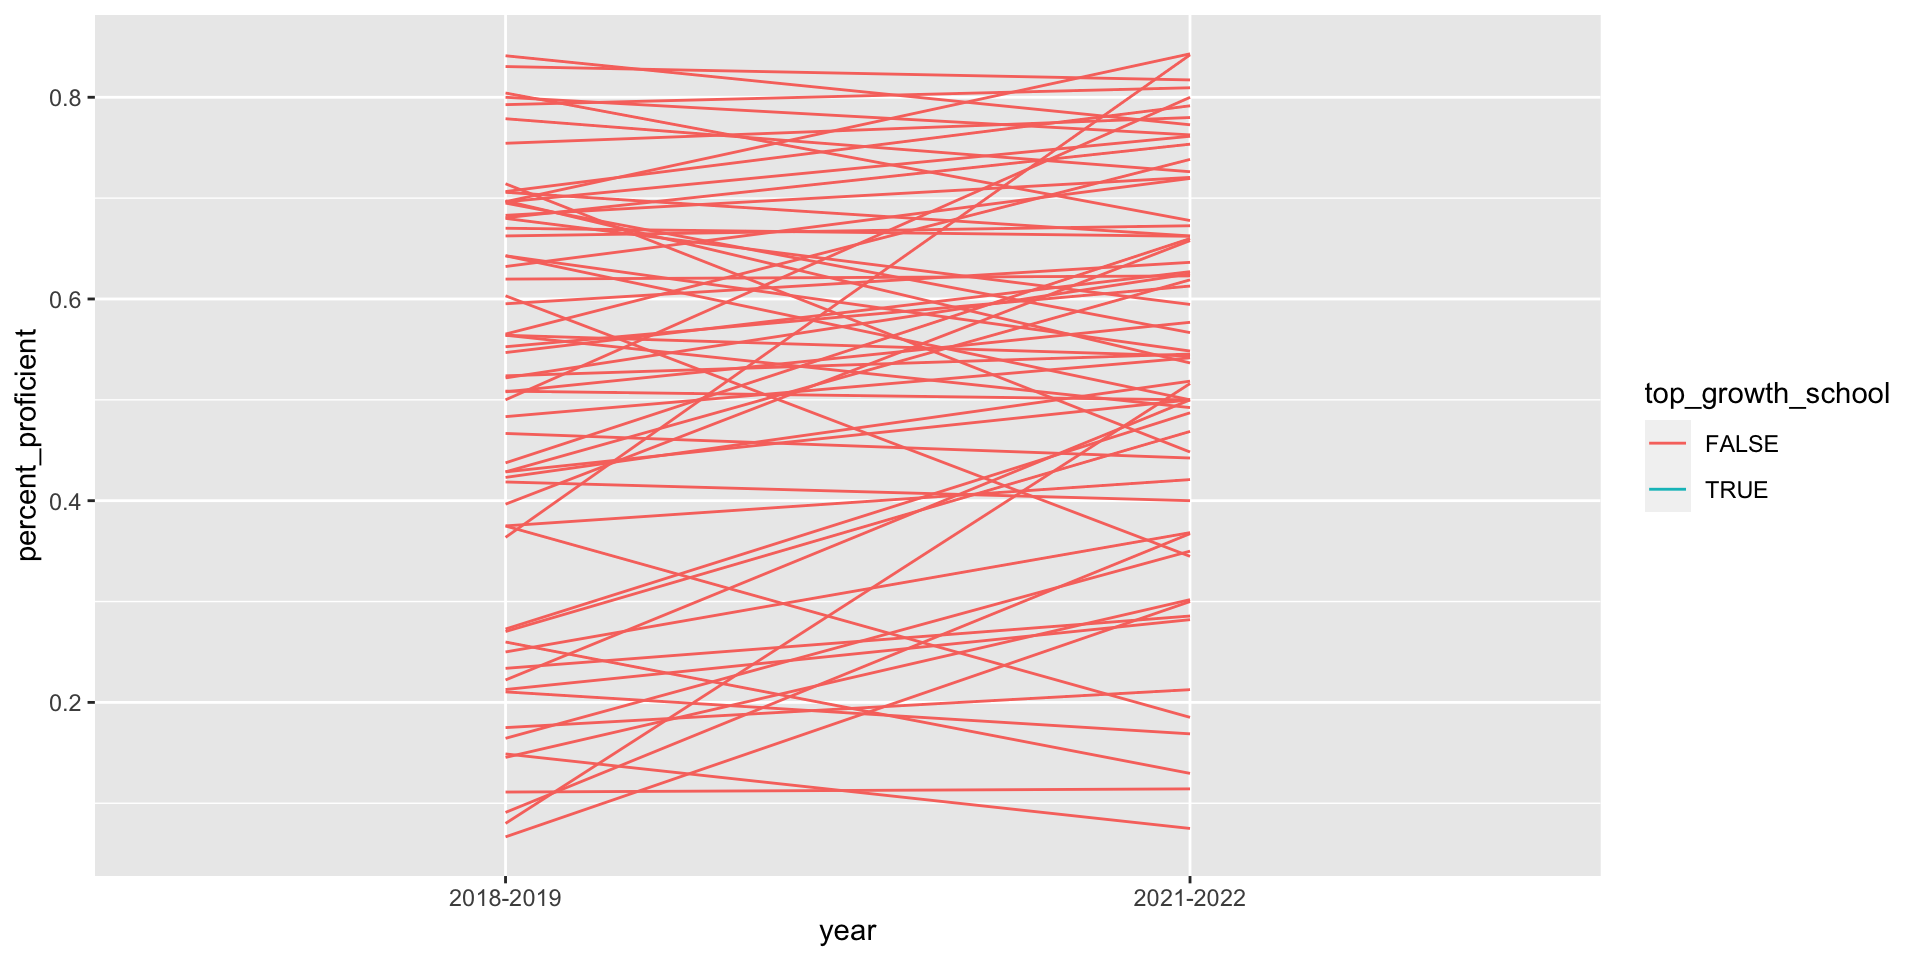 0.8
0.6
0.4
0.2
percent_proficient
2018-2019
2021-2022
year
top_growth_school
FALSE
TRUE